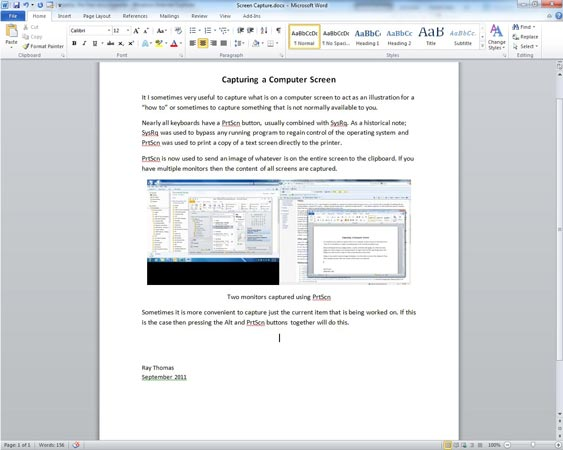 Screen Capture.docx - Microsoft Word
File Home Insert Page Layout References Mailings Review View Add-Ins
Paste
Cut
Copy
Format Painter
Clipboard
Calibri 12
Font
Paragraph
AaBbCcDc AaBbCcDc AaBbC AaBbCc AaB AaBbCc.
¶ Normal ¶ No Spaci... Heading 1 Heading 2 Title Subtitle
Change Styles
Styles
Find
Replace
Select
Editing
Capturing a Computer Screen
It I sometimes very useful to capture what is on a computer screen to act as an illustration for a
"how to" or sometimes to capture something that is not normally available to you.
Nearly all keyboards have a PrtScn button, usually combined with SysRq. As a historical note;
SysRq was used to bypass any running program to regain control of the operating system and
PrtScn was used to print a copy of a text screen directly to the printer.
PrtScn is now used to send an image of whatever is on the entire screen to the clipboard. If you
have multiple monitors then the content of all screens are captured.
Two monitors captured using PrtScn
Sometimes it is more convenient to capture just the current item that is being worked on. If this
is the case then pressing the Alt and PrtScn buttons together will do this.
Ray Thomas
September 2011
Page: 1 of 1 Words: 156
100%